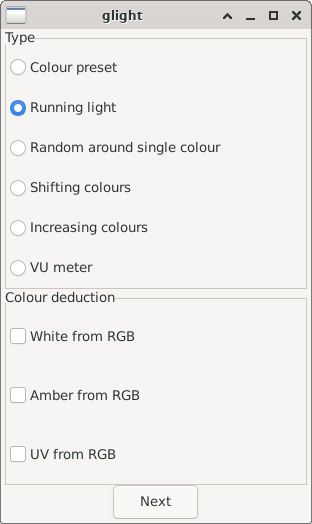 glight
Type
Colour preset
Running light
Random around single colour
Shifting colours
Increasing colours
VU meter
Colour deduction
White from RGB
Amber from RGB
UV from RGB
Next